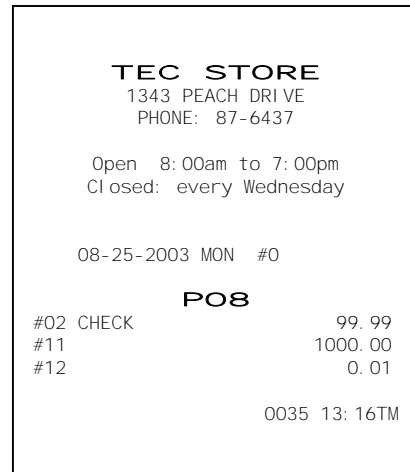 TEC STORE
1343 PEACH DRIVE
PHONE: 87-6437
Open 8:00am to 7:00pm
Closed: every Wednesday
08-25-2003 MON #0
PO8
#02 CHECK 99.99
#11 1000.00
#12 0.01
0035 13:16TM